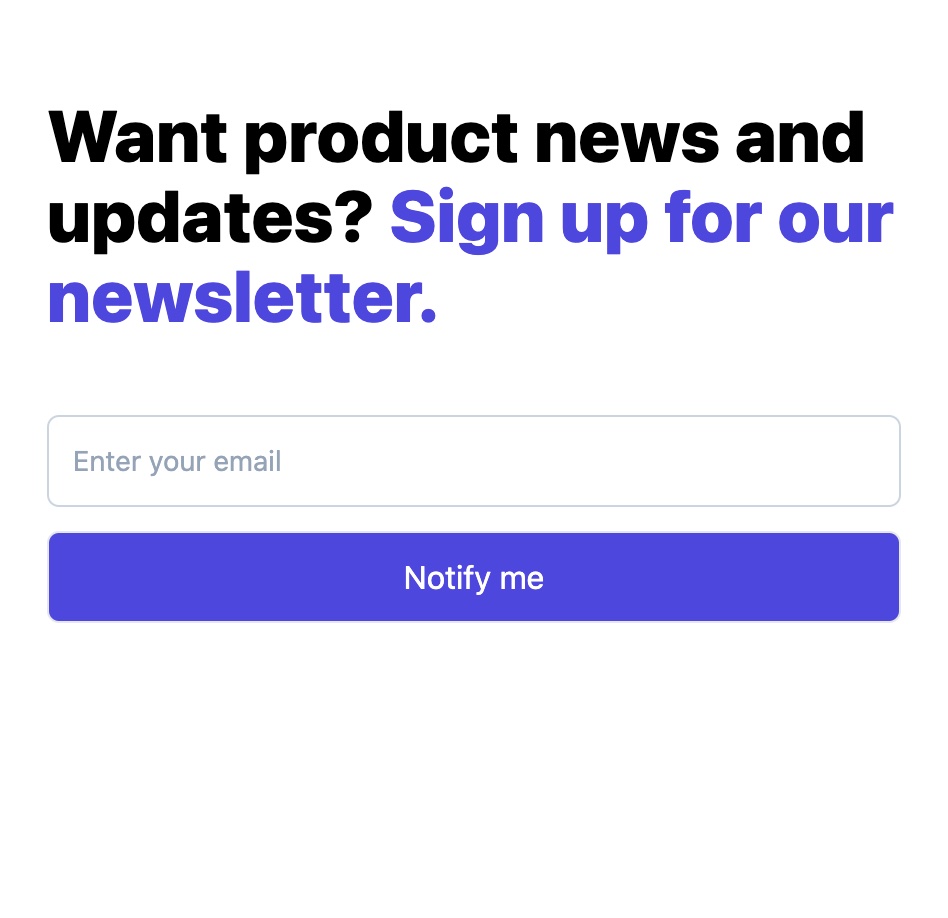 Want product news and
updates? Sign up for our
newsletter.
Enter your email
Notify me